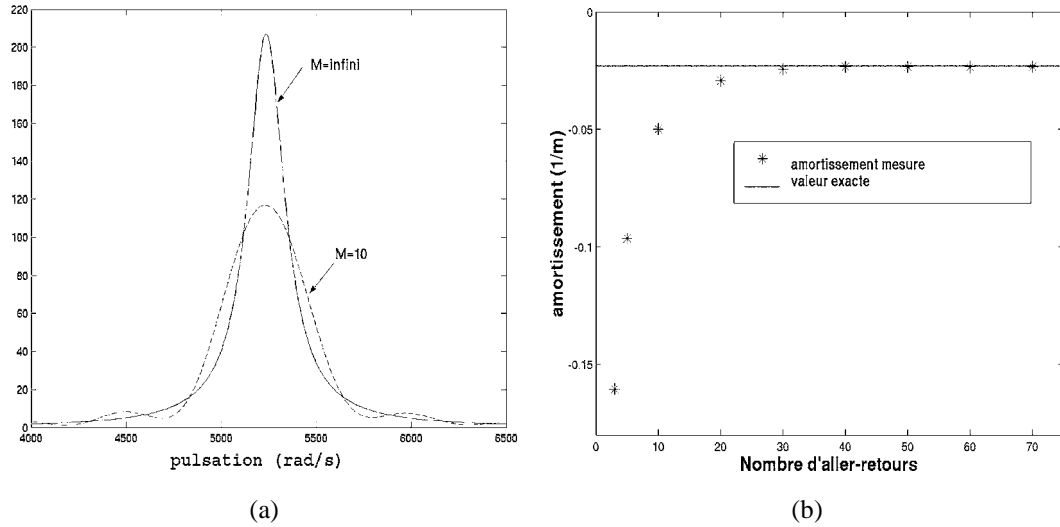 220
200
180
160
140
120
100
80
60
40
20
0
M=infini
M=10
4000 4500 5000 5500 6000 6500
pulsation (rad/s)
(a)
0
-0.05
-0.1
-0.15
amortissement (1/m)
amortissement mesure
valeur exacte
0 10 20 30 40 50 60 70
Nombre d'aller-retours
(b)